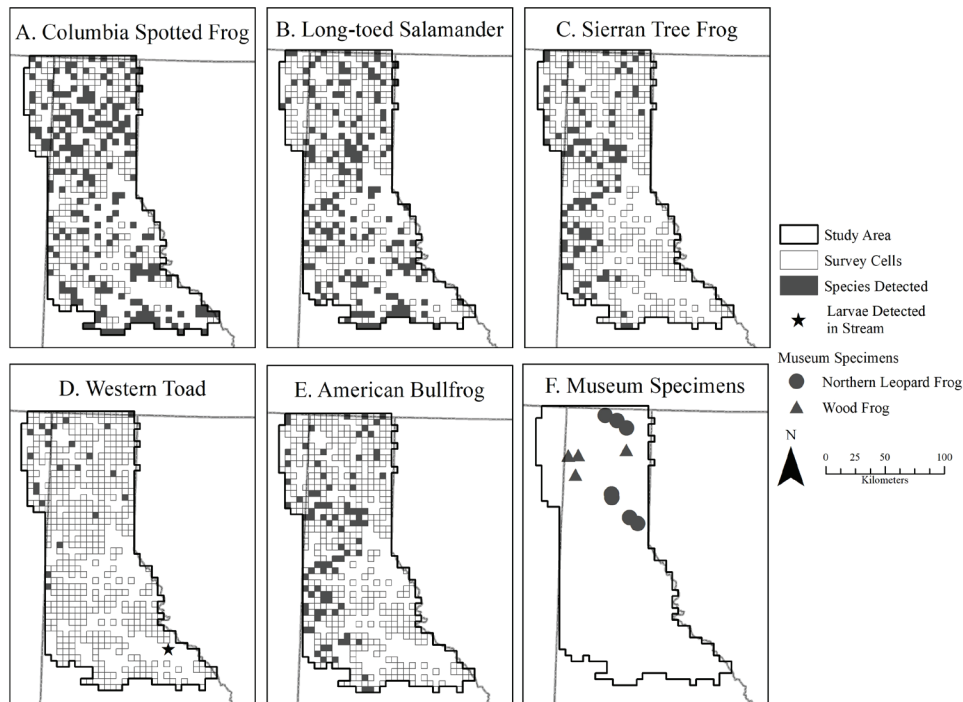 A. Columbia Spotted Frog
B. Long-toed Salamander
C. Sierran Tree Frog
Study Area
Survey Cells
Species Detected
Larvae Detected
in Stream
Museum Specimens
Northern Leopard Frog
Wood Frog
N
0 25 50 100
Kilometers
D. Western Toad
E. American Bullfrog
F. Museum Specimens